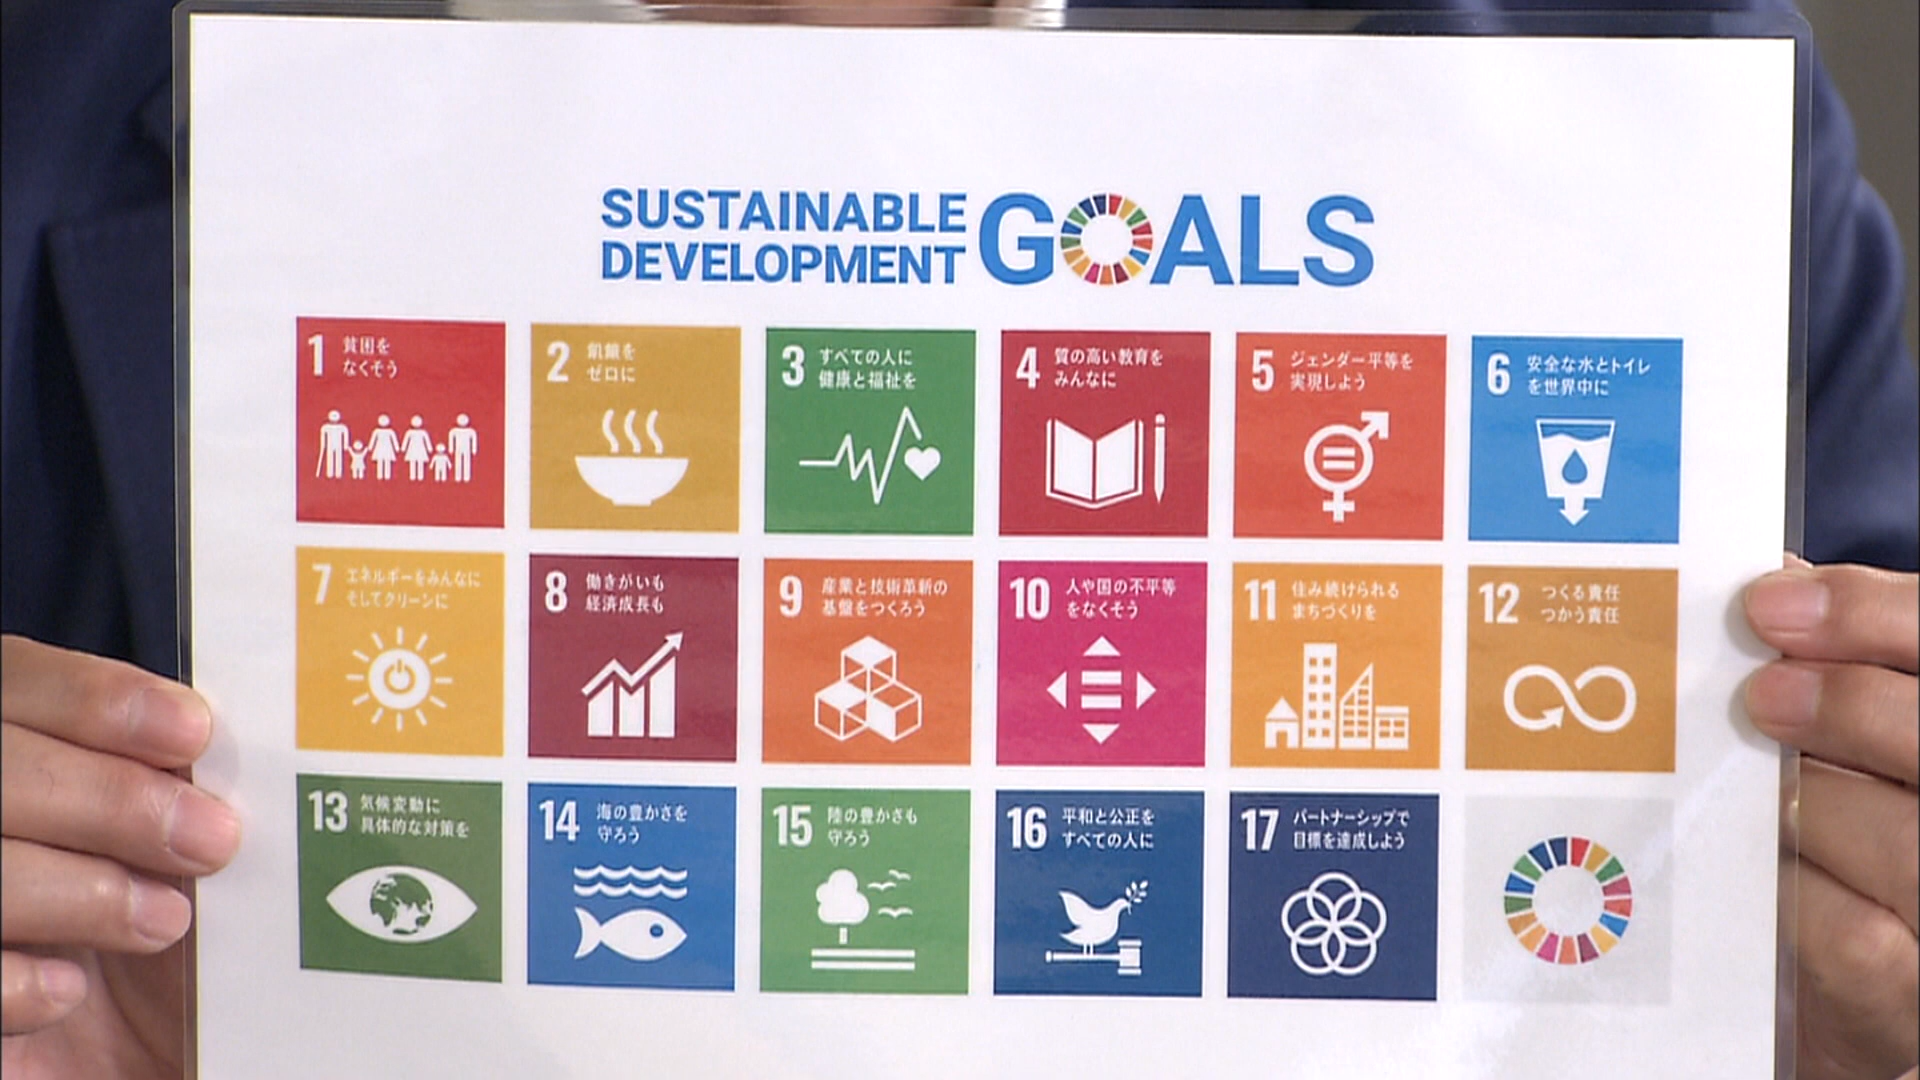 SUSTAINABLE
DEVELOPMENT
GOALS
1 貧困を
なくそう
2 飢餓を
ゼロに
3 すべての人に
健康と福祉を
4 質の高い教育を
みんなに
5 ジェンダー平等を
実現しよう
6 安全な水とトイレ
を世界中に
7 エネルギーをみんなに
そしてクリーンに
8 働きがいも
経済成長も
9 産業と技術革新の
基盤をつくろう
10 人や国の不平等
をなくそう
11 住み続けられる
まちづくりを
12 つくる責任
つかう責任
13 気候変動に
具体的な対策を
14 海の豊かさを
守ろう
15 陸の豊かさも
守ろう
16 平和と公正を
すべての人に
17 パートナーシップで
目標を達成しよう